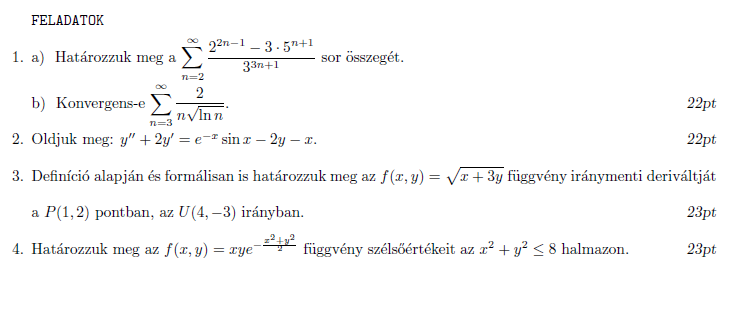 FELADATOK
1. a) Határozzuk meg a $\sum_{n=2}^{\infty} \frac{2^{2n-1} - 3 \cdot 5^{n+1}}{3^{3n+1}}$ sor összegét.
b) Konvergens-e $\sum_{n=3}^{\infty} \frac{2}{n\sqrt{\ln n}}$. 22pt
2. Oldjuk meg: $y'' + 2y' = e^{-x} \sin x - 2y - x$. 22pt
3. Definíció alapján és formálisan is határozzuk meg az $f(x, y) = \sqrt{x + 3y}$ függvény iránymenti deriváltját
a $P(1, 2)$ pontban, az $U(4, -3)$ irányban. 23pt
4. Határozzuk meg az $f(x, y) = xye^{-\frac{x^2+y^2}{2}}$ függvény szélsőértékeit az $x^2 + y^2 \leq 8$ halmazon. 23pt